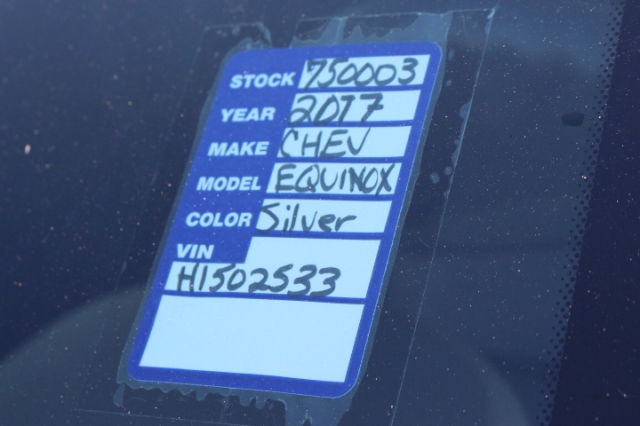 STOCK 750003
YEAR 2017
MAKE CHEV
MODEL EQUINOX
COLOR Silver
VIN
H1502533